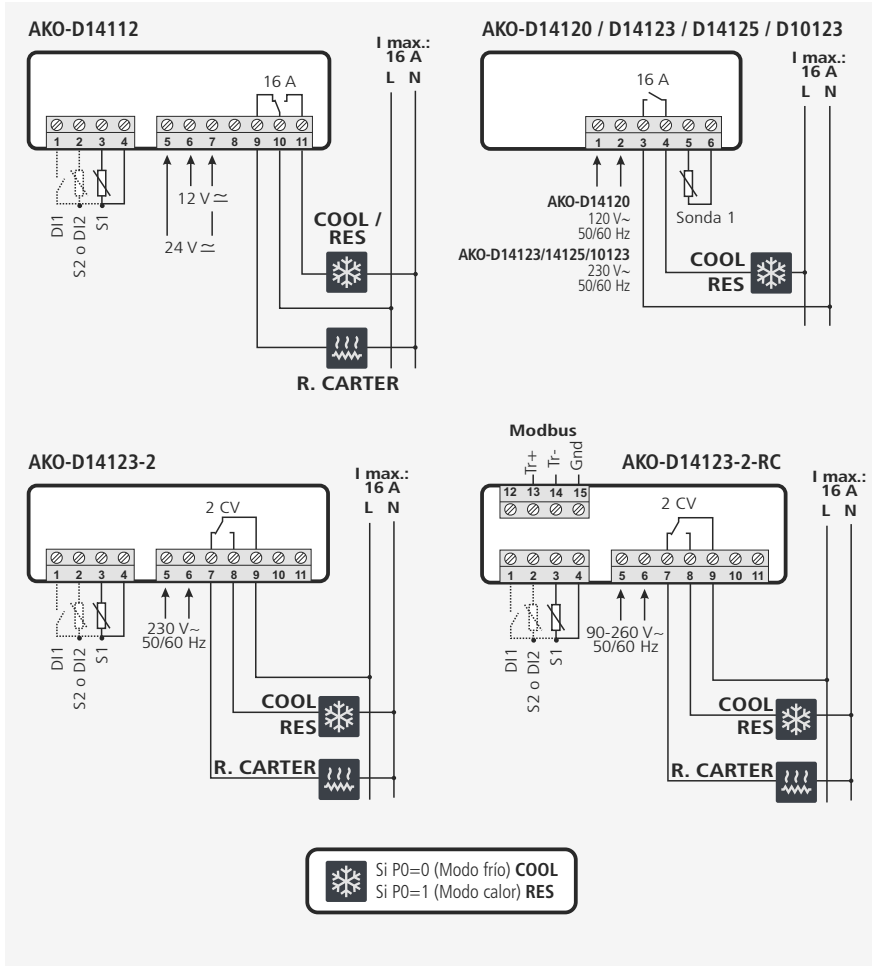 AKO-D14112
I max.:
16 A
L N
16 A
1 2 3 4 5 6 7 8 9 10 11
DI1
S2 o DI2
S1
12 V ≂
24 V ≂
COOL /
RES
R. CARTER
AKO-D14120 / D14123 / D14125 / D10123
I max.:
16 A
L N
16 A
1 2 3 4 5 6
AKO-D14120
120 V~
50/60 Hz
AKO-D14123/14125/10123
230 V~
50/60 Hz
Sonda 1
COOL
RES
AKO-D14123-2
I max.:
16 A
L N
2 CV
1 2 3 4 5 6 7 8 9 10 11
DI1
S2 o DI2
S1
230 V~
50/60 Hz
COOL
RES
R. CARTER
Modbus
Tr+
Tr-
Gnd
AKO-D14123-2-RC
I max.:
16 A
L N
12 13 14 15
2 CV
1 2 3 4 5 6 7 8 9 10 11
DI1
S2 o DI2
S1
90-260 V~
50/60 Hz
COOL
RES
R. CARTER
Si P0=0 (Modo frío) COOL
Si P0=1 (Modo calor) RES